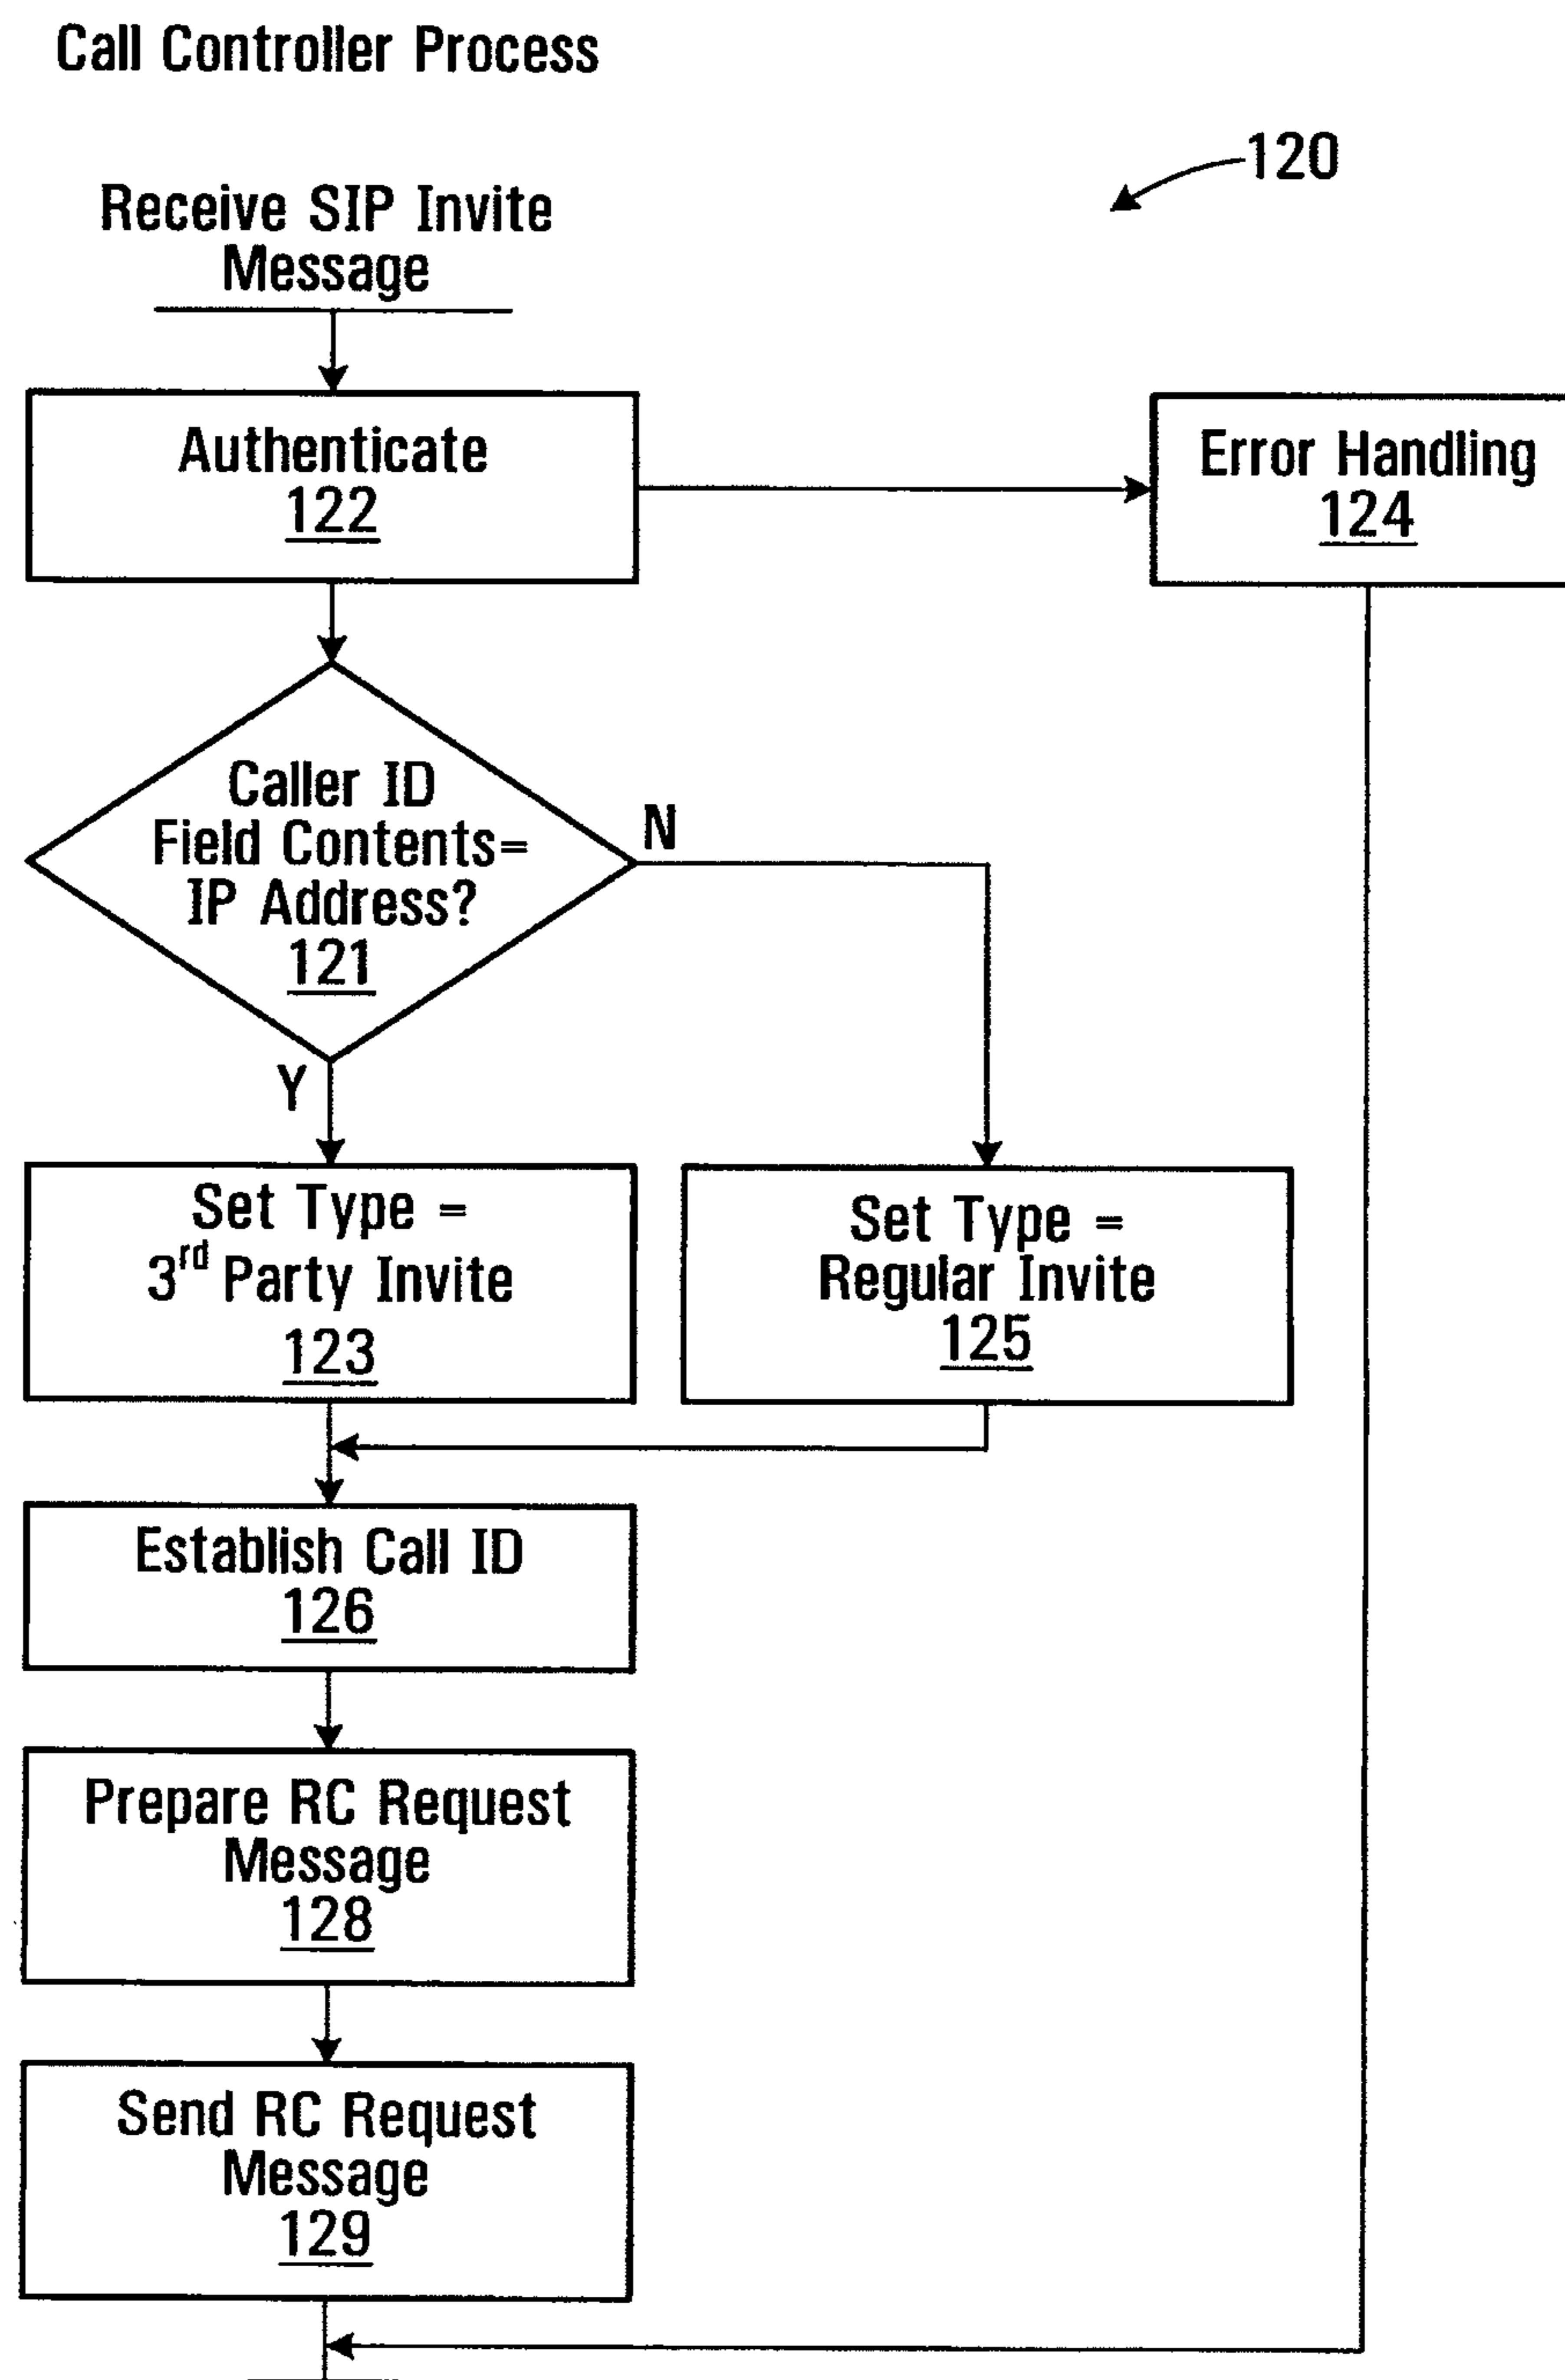 Call Controller Process
120
Receive SIP Invite
Message
Authenticate
122
Error Handling
124
Caller ID
Field Contents=
IP Address?
121
N
Y
Set Type =
3rd Party Invite
123
Set Type =
Regular Invite
125
Establish Call ID
126
Prepare RC Request
Message
128
Send RC Request
Message
129